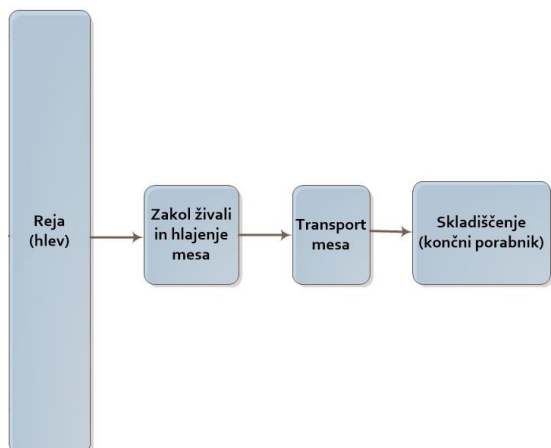 Reja
(hlev)
Zakol živali
in hlajenje
mesa
Transport
mesa
Skladiščenje
(končni porabnik)